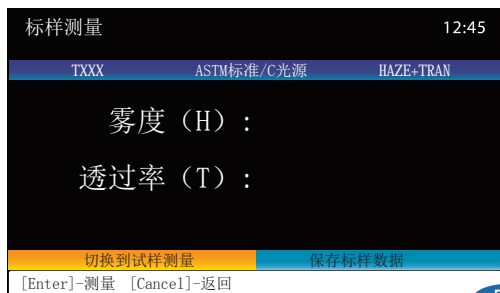 标样测量 12:45
TXXX ASTM标准/C光源 HAZE+TRAN
雾度（H）:
透过率（T）:
切换到试样测量 保存标样数据
[Enter]-测量 [Cancel]-返回